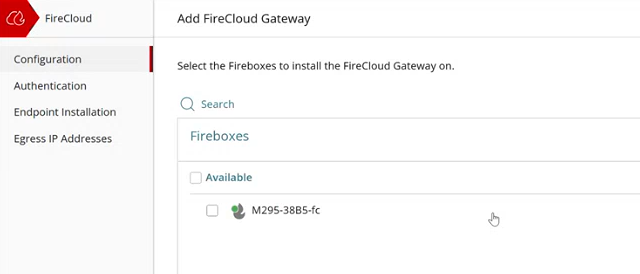 FireCloud
Add FireCloud Gateway
Configuration
Authentication
Endpoint Installation
Egress IP Addresses
Select the Fireboxes to install the FireCloud Gateway on.
Search
Fireboxes
Available
M295-38B5-fc